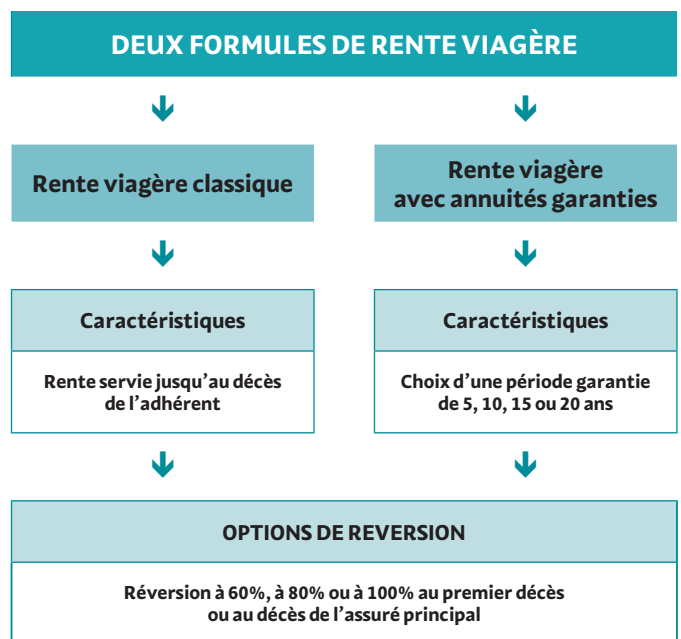 DEUX FORMULES DE RENTE VIAGÈRE
Rente viagère classique
Rente viagère
avec annuités garanties
Caractéristiques
Rente servie jusqu'au décès
de l'adhérent
Caractéristiques
Choix d'une période garantie
de 5, 10, 15 ou 20 ans
OPTIONS DE REVERSION
Réversion à 60%, à 80% ou à 100% au premier décès
ou au décès de l'assuré principal